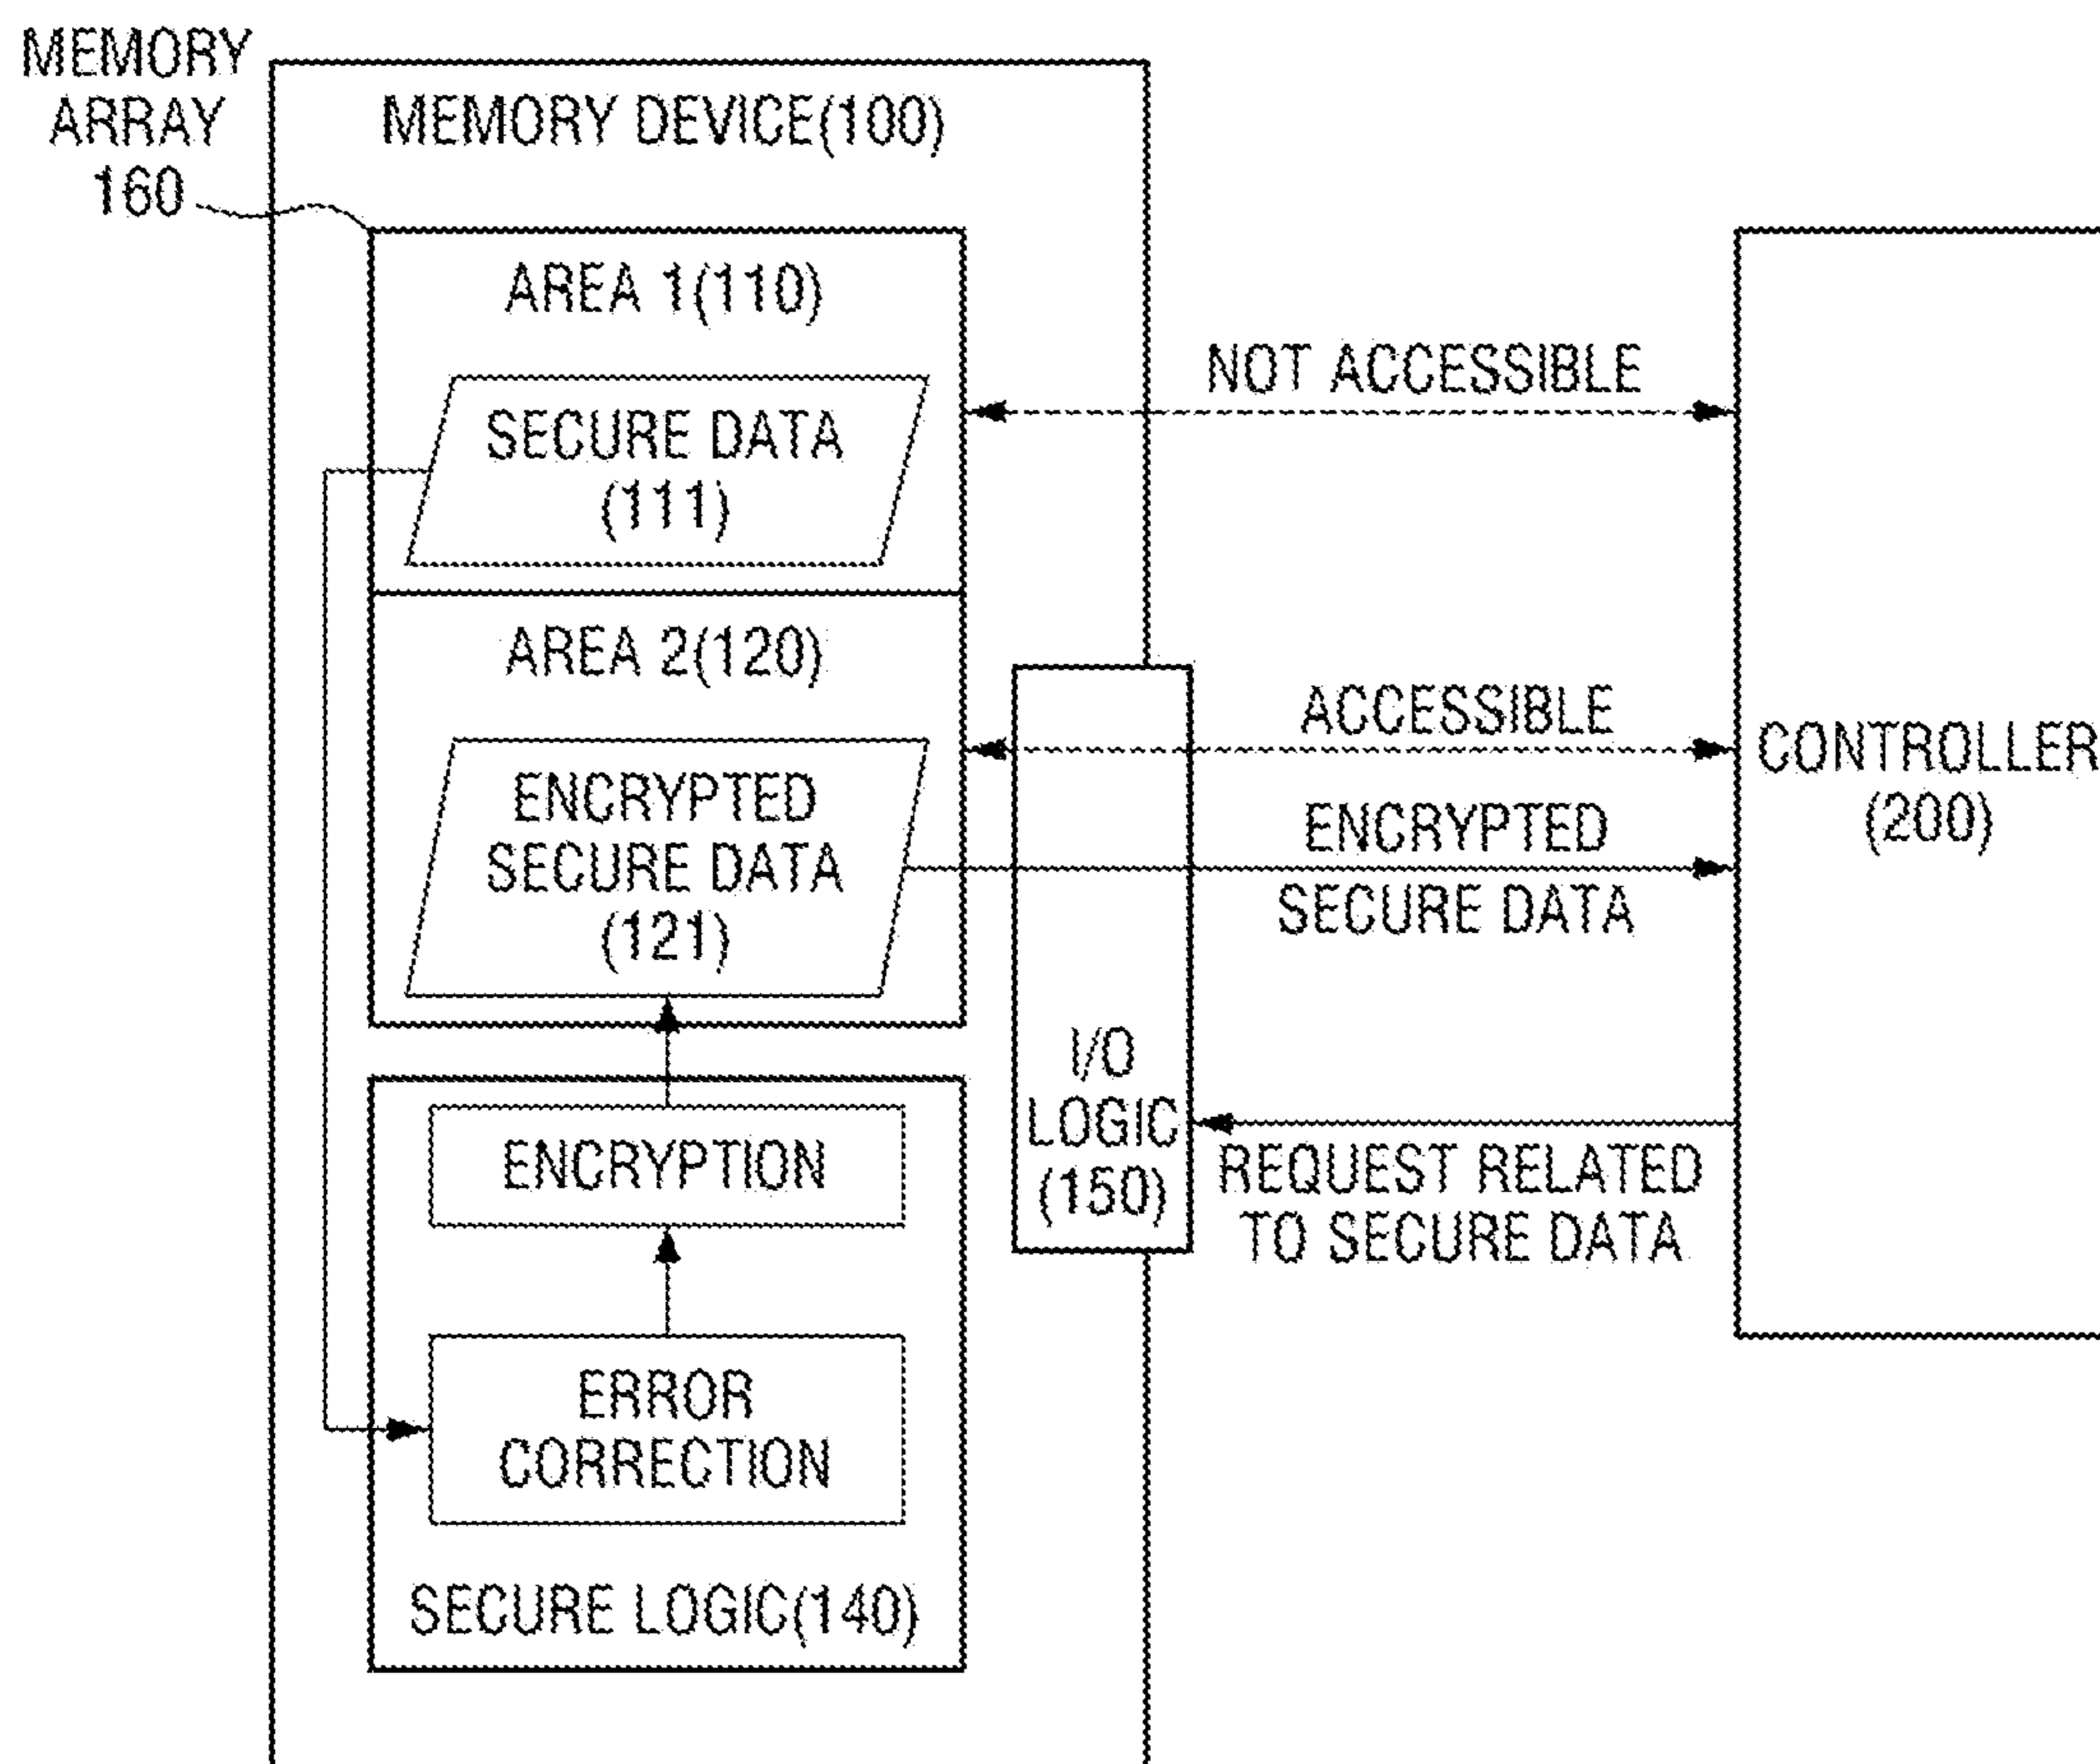 MEMORY
ARRAY
160
MEMORY DEVICE(100)
AREA 1(110)
SECURE DATA
(111)
NOT ACCESSIBLE
AREA 2(120)
ENCRYPTED
SECURE DATA
(121)
ACCESSIBLE
ENCRYPTED
SECURE DATA
CONTROLLER
(200)
I/O
LOGIC
(150)
REQUEST RELATED
TO SECURE DATA
ENCRYPTION
ERROR
CORRECTION
SECURE LOGIC(140)